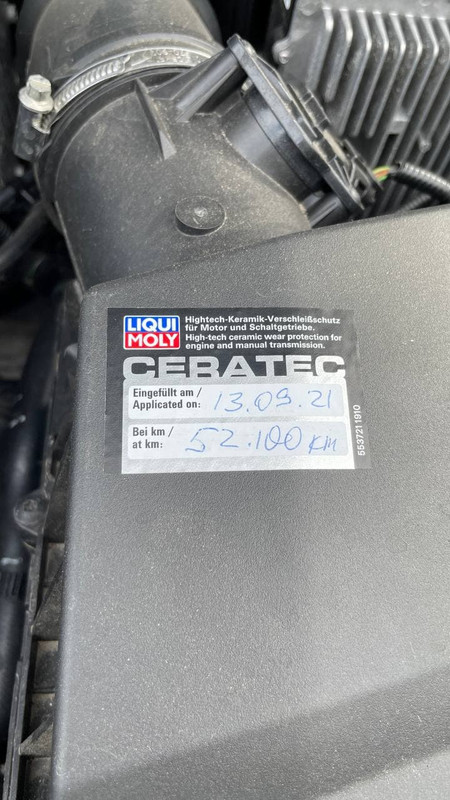 LIQUI
MOLY
Hightech-Keramik-Verschleißschutz
für Motor und Schaltgetriebe.
High-tech ceramic wear protection for
engine and manual transmission.
CERATEC
Eingefüllt am /
Applicated on: 13.09.21
Bei km /
at km: 52.100 km
5537211910